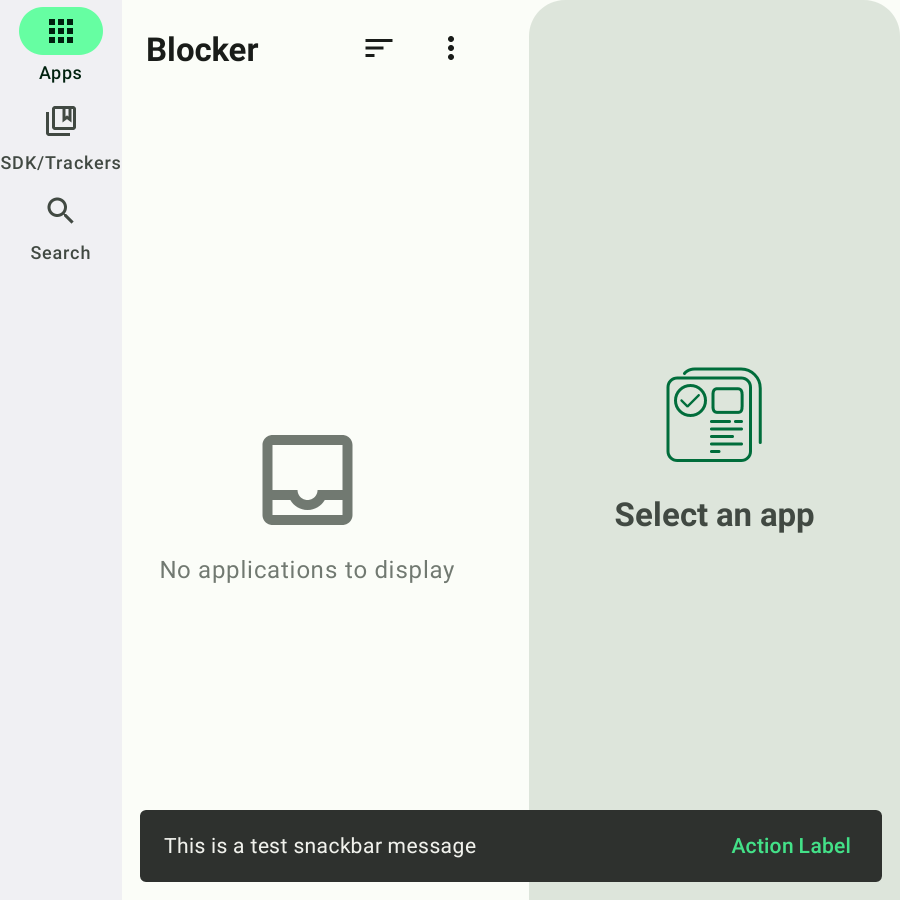 Apps
SDK/Trackers
Search
Blocker
No applications to display
Select an app
This is a test snackbar message
Action Label